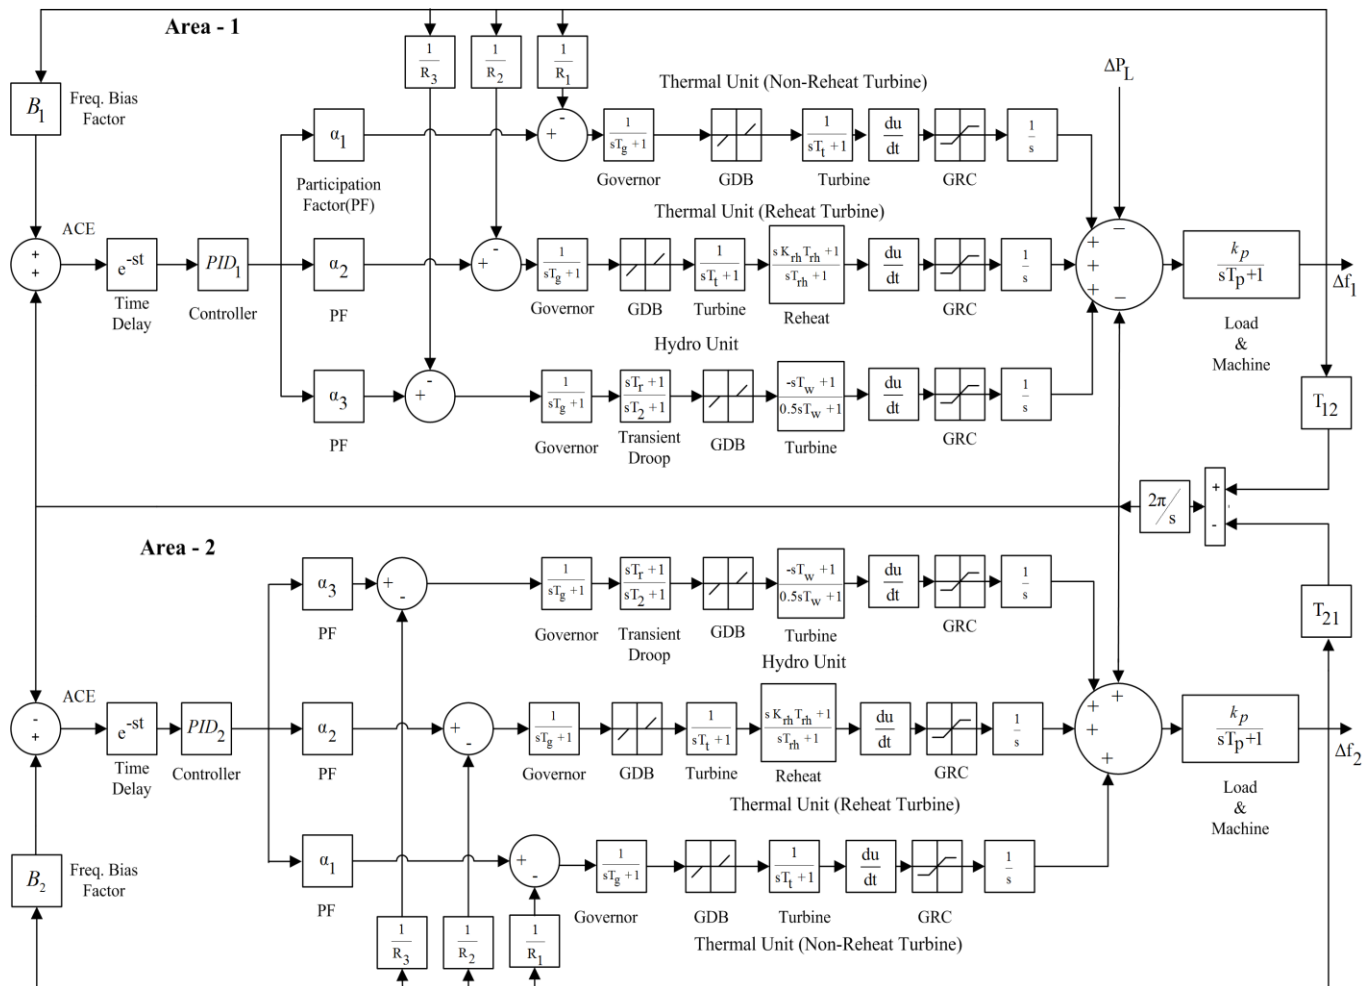 Area - 1
1
R3
1
R2
1
R1
ΔPL
Thermal Unit (Non-Reheat Turbine)
B1
Freq. Bias
Factor
α1
+ -
1
sTg +1
1
sTt +1
du
dt
1
s
Participation
Factor(PF)
Governor
GDB
Turbine
GRC
Thermal Unit (Reheat Turbine)
ACE
+
+
e-st
PID1
α2
+ -
1
sTg +1
1
sTt +1
s Krh Trh +1
sTrh +1
du
dt
1
s
−
+
+
+
−
kp
sTp+1
Δf1
Time
Delay
Controller
PF
Governor
GDB
Turbine
Reheat
GRC
Load
&
Machine
Hydro Unit
α3
+ -
1
sTg +1
sTr +1
sT2 +1
-sTw +1
0.5sTw +1
du
dt
1
s
T12
PF
Governor
Transient
Droop
GDB
Turbine
GRC
2π/s
+
-
Area - 2
α3
+ -
1
sTg +1
sTr +1
sT2 +1
-sTw +1
0.5sTw +1
du
dt
1
s
T21
PF
Governor
Transient
Droop
GDB
Turbine
GRC
Hydro Unit
ACE
-
+
e-st
PID2
α2
+ -
1
sTg +1
1
sTt +1
s Krh Trh +1
sTrh +1
du
dt
1
s
+
+
+
+
kp
sTp+1
Δf2
Time
Delay
Controller
PF
Governor
GDB
Turbine
Reheat
GRC
Load
&
Machine
Thermal Unit (Reheat Turbine)
B2
Freq. Bias
Factor
α1
+ -
1
sTg +1
1
sTt +1
du
dt
1
s
PF
Governor
GDB
Turbine
GRC
1
R3
1
R2
1
R1
Thermal Unit (Non-Reheat Turbine)